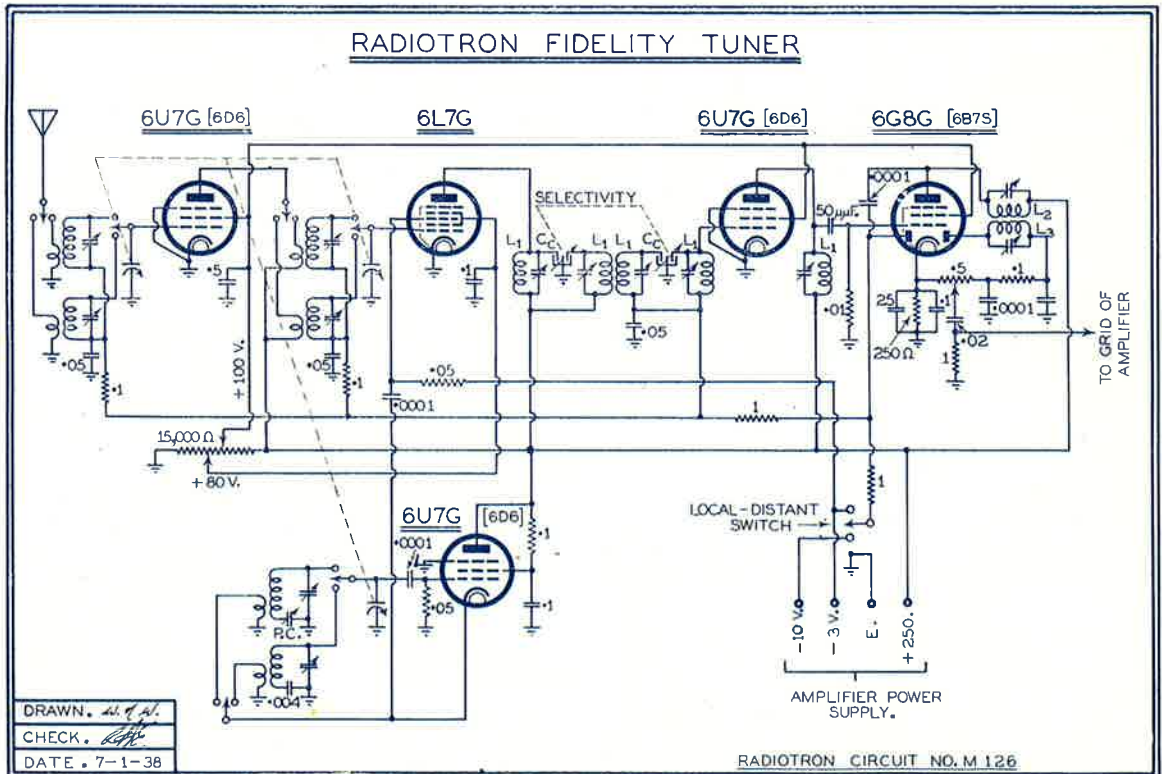 RADIOTRON FIDELITY TUNER
6U7G [6D6]
6L7G
6U7G [6D6]
6G8G [6B7S]
SELECTIVITY
L1 CC L1 L1 CC L1
·0001
50μμF.
L2
L3
L1
·5
·1
·05
·05
·05
·01
·5
·1
25
·1
·0001
250Ω
·02
1
TO GRID OF
AMPLIFIER
·1
·1
+100 V.
·05
·0001
1
15,000 Ω
+80 V.
1
LOCAL-DISTANT
SWITCH
6U7G [6D6]
·0001
·1
·05
·1
P.C.
·004
-10 V.
-3 V.
E.
+250.
AMPLIFIER POWER
SUPPLY.
DRAWN.
CHECK.
DATE. 7-1-38
RADIOTRON CIRCUIT NO. M 126